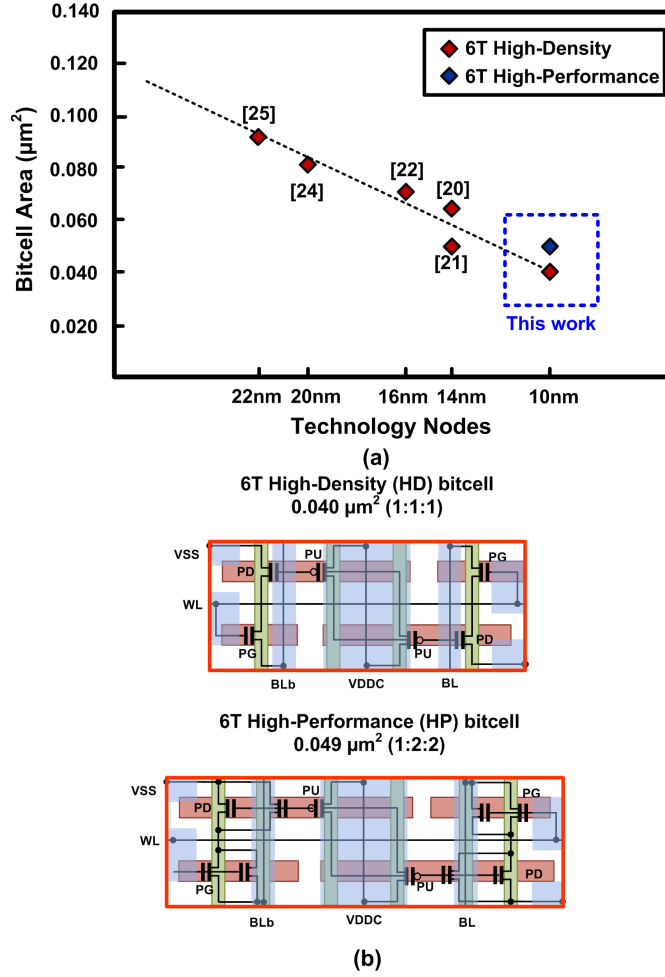 0.140
0.120
0.100
0.080
0.060
0.040
0.020
Bitcell Area (µm²)
6T High-Density
6T High-Performance
[25]
[24]
[22]
[20]
[21]
This work
22nm 20nm 16nm 14nm 10nm
Technology Nodes
(a)
6T High-Density (HD) bitcell
0.040 µm² (1:1:1)
VSS
PD
PU
PG
WL
PG
PU
PD
BLb
VDDC
BL
6T High-Performance (HP) bitcell
0.049 µm² (1:2:2)
VSS
PD
PU
PG
WL
PG
PU
PD
BLb
VDDC
BL
(b)